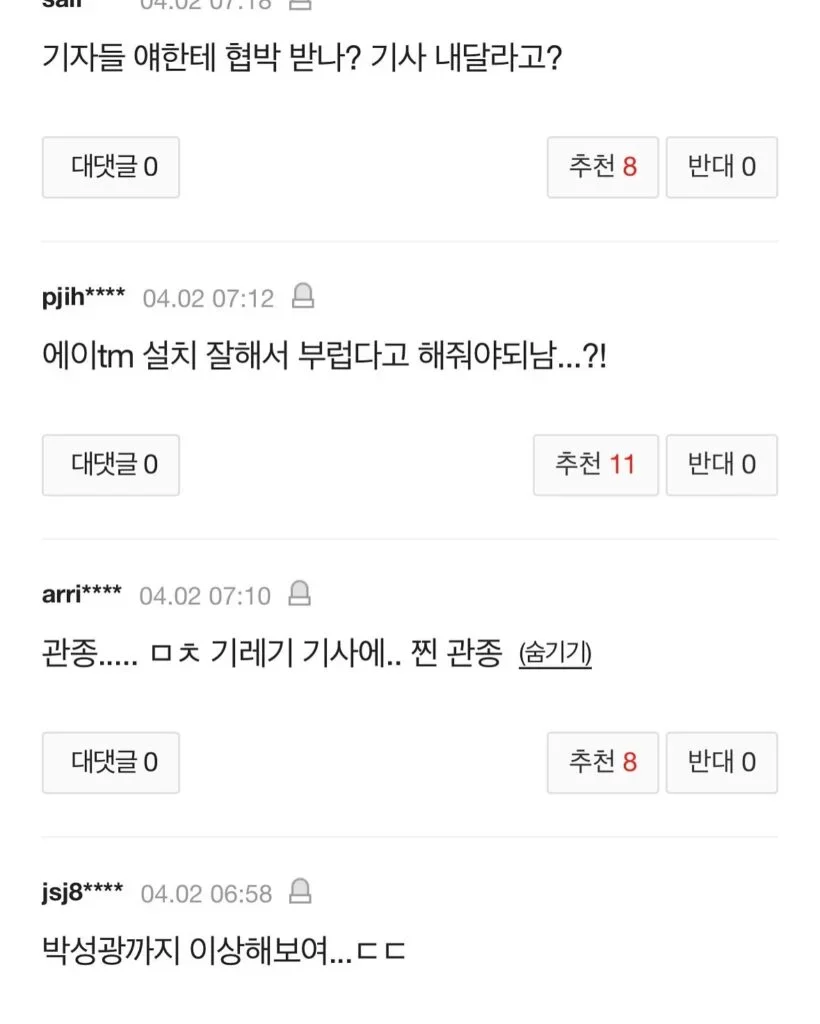 기자들 얘한테 협박 받나? 기사 내달라고?
대댓글 0 추천 8 반대 0
pjih**** 04.02 07:12
에이tm 설치 잘해서 부럽다고 해줘야되남...?!
대댓글 0 추천 11 반대 0
arri**** 04.02 07:10
관종..... ㅁㅊ 기레기 기사에.. 찐 관종 (숨기기)
대댓글 0 추천 8 반대 0
jsj8**** 04.02 06:58
박성광까지 이상해보여...ㄷㄷ